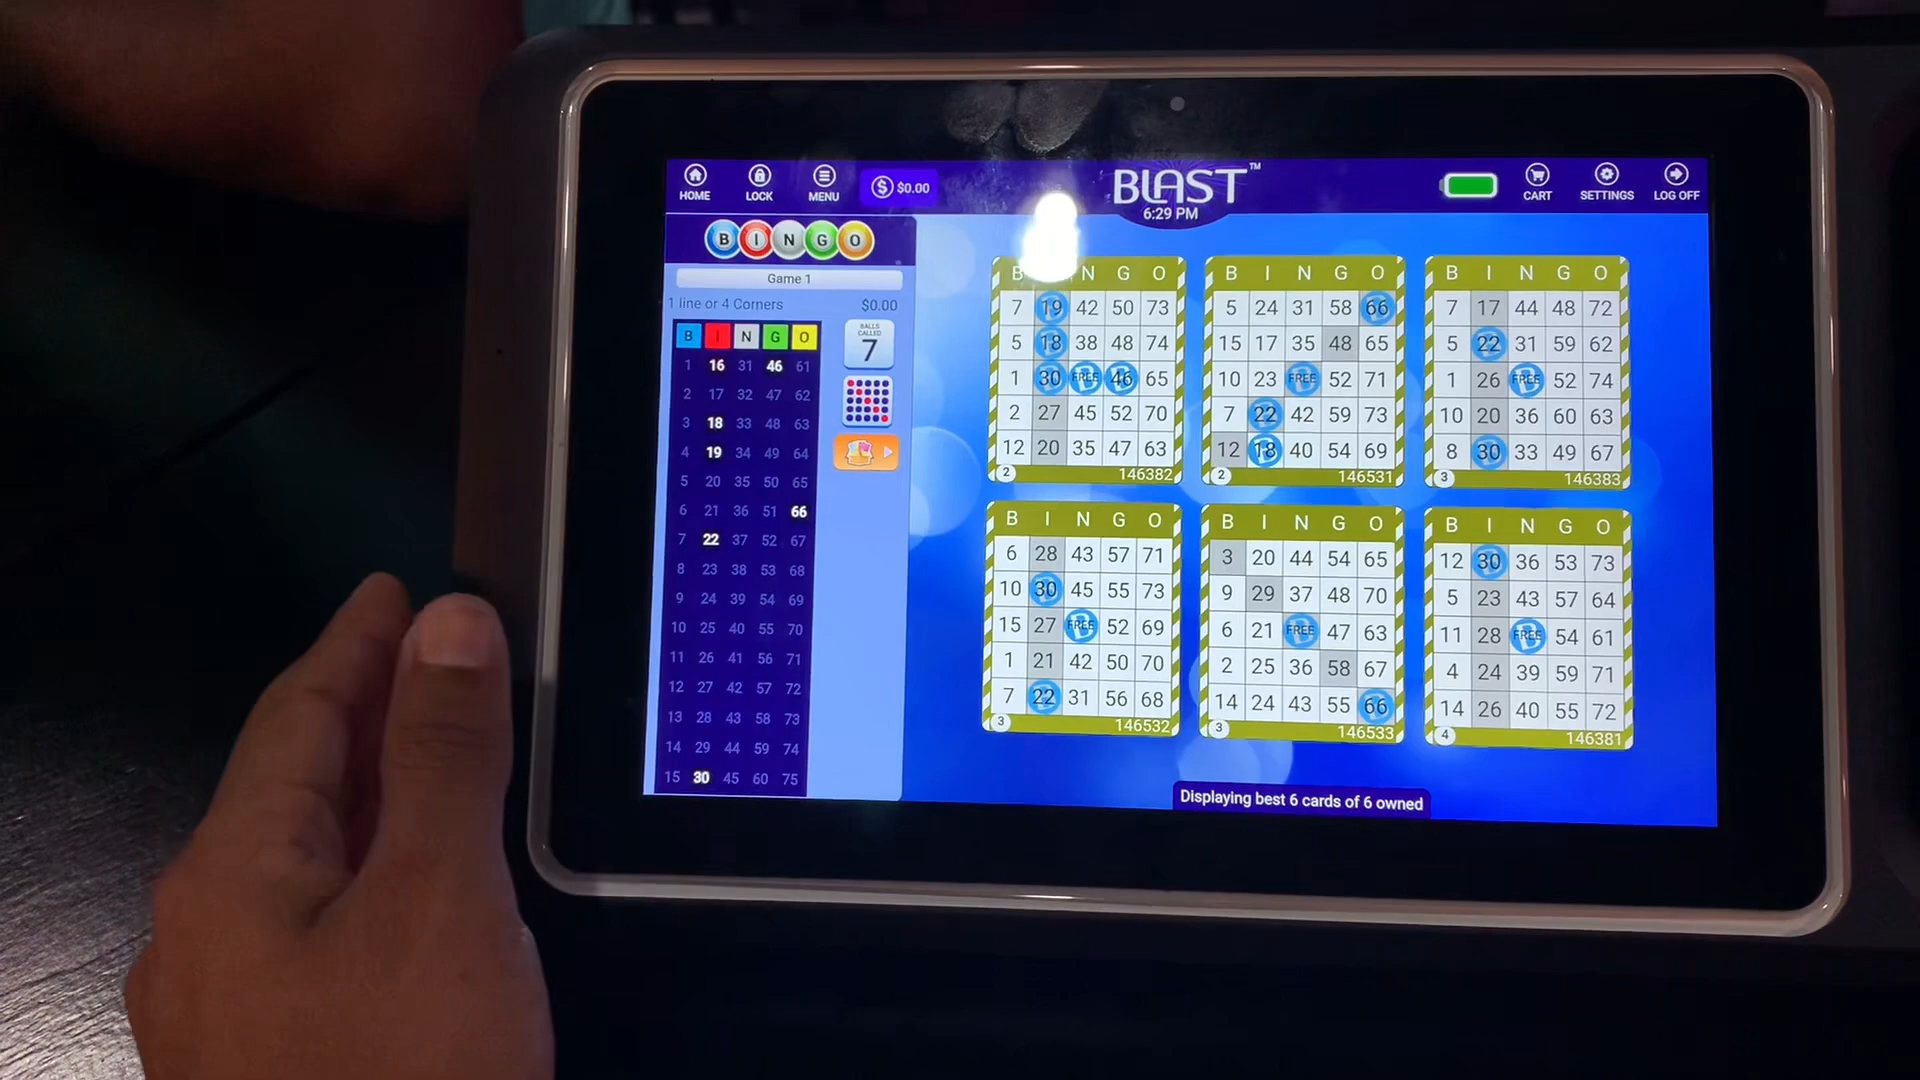 HOME
LOCK
MENU
$ $0.00
BLAST™
6:29 PM
CART
SETTINGS
LOG OFF
B I N G O
Game 1
1 line or 4 Corners $0.00
BALLS CALLED
7
B I N G O
1 16 31 46 61
2 17 32 47 62
3 18 33 48 63
4 19 34 49 64
5 20 35 50 65
6 21 36 51 66
7 22 37 52 67
8 23 38 53 68
9 24 39 54 69
10 25 40 55 70
11 26 41 56 71
12 27 42 57 72
13 28 43 58 73
14 29 44 59 74
15 30 45 60 75
B N G O
7 19 42 50 73
5 18 38 48 74
1 30 FREE 46 65
2 27 45 52 70
12 20 35 47 63
2 146382
B I N G O
5 24 31 58 66
15 17 35 48 65
10 23 FREE 52 71
7 22 42 59 73
12 18 40 54 69
2 146531
B I N G O
7 17 44 48 72
5 22 31 59 62
1 26 FREE 52 74
10 20 36 60 63
8 30 33 49 67
3 146383
B I N G O
6 28 43 57 71
10 30 45 55 73
15 27 FREE 52 69
1 21 42 50 70
7 22 31 56 68
3 146532
B I N G O
3 20 44 54 65
9 29 37 48 70
6 21 FREE 47 63
2 25 36 58 67
14 24 43 55 66
3 146533
B I N G O
12 30 36 53 73
5 23 43 57 64
11 28 FREE 54 61
4 24 39 59 71
14 26 40 55 72
4 146381
Displaying best 6 cards of 6 owned